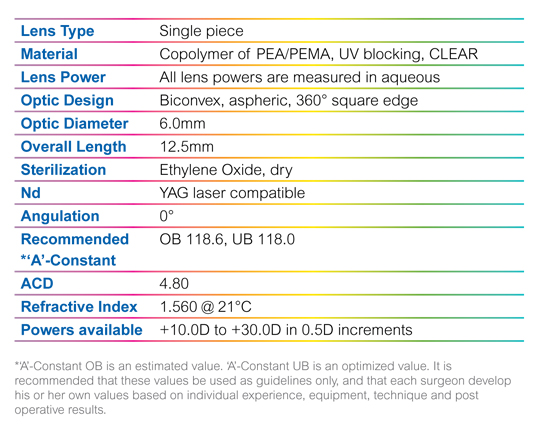 Lens Type Single piece
Material Copolymer of PEA/PEMA, UV blocking, CLEAR
Lens Power All lens powers are measured in aqueous
Optic Design Biconvex, aspheric, 360° square edge
Optic Diameter 6.0mm
Overall Length 12.5mm
Sterilization Ethylene Oxide, dry
Nd YAG laser compatible
Angulation 0°
Recommended OB 118.6, UB 118.0
*‘A’-Constant
ACD 4.80
Refractive Index 1.560 @ 21°C
Powers available +10.0D to +30.0D in 0.5D increments
*‘A’-Constant OB is an estimated value. ‘A’-Constant UB is an optimized value. It is
recommended that these values be used as guidelines only, and that each surgeon develop
his or her own values based on individual experience, equipment, technique and post
operative results.